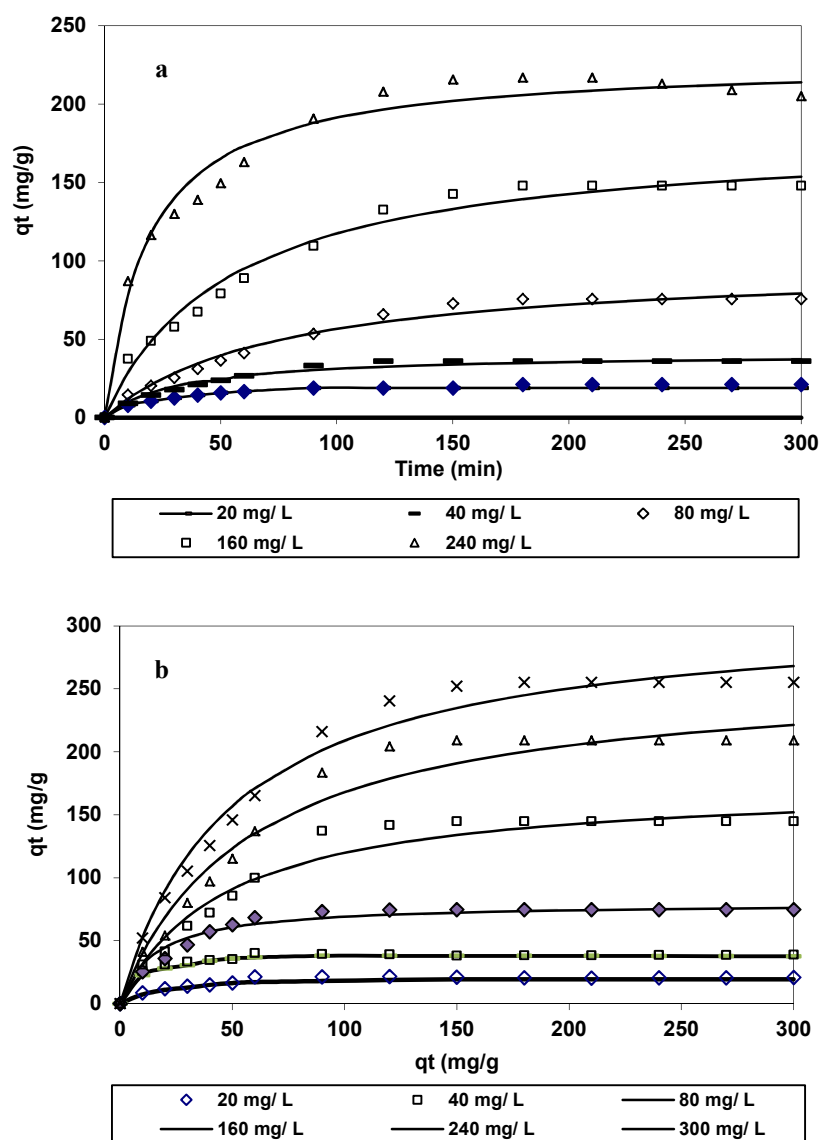 250
a
200
150
qt (mg/g)
100
50
0
0 50 100 150 200 250 300
Time (min)
20 mg/ L 40 mg/ L 80 mg/ L
160 mg/ L 240 mg/ L
300
b
250
200
qt (mg/g
150
100
50
0
0 50 100 150 200 250 300
qt (mg/g
20 mg/ L 40 mg/ L 80 mg/ L
160 mg/ L 240 mg/ L 300 mg/ L